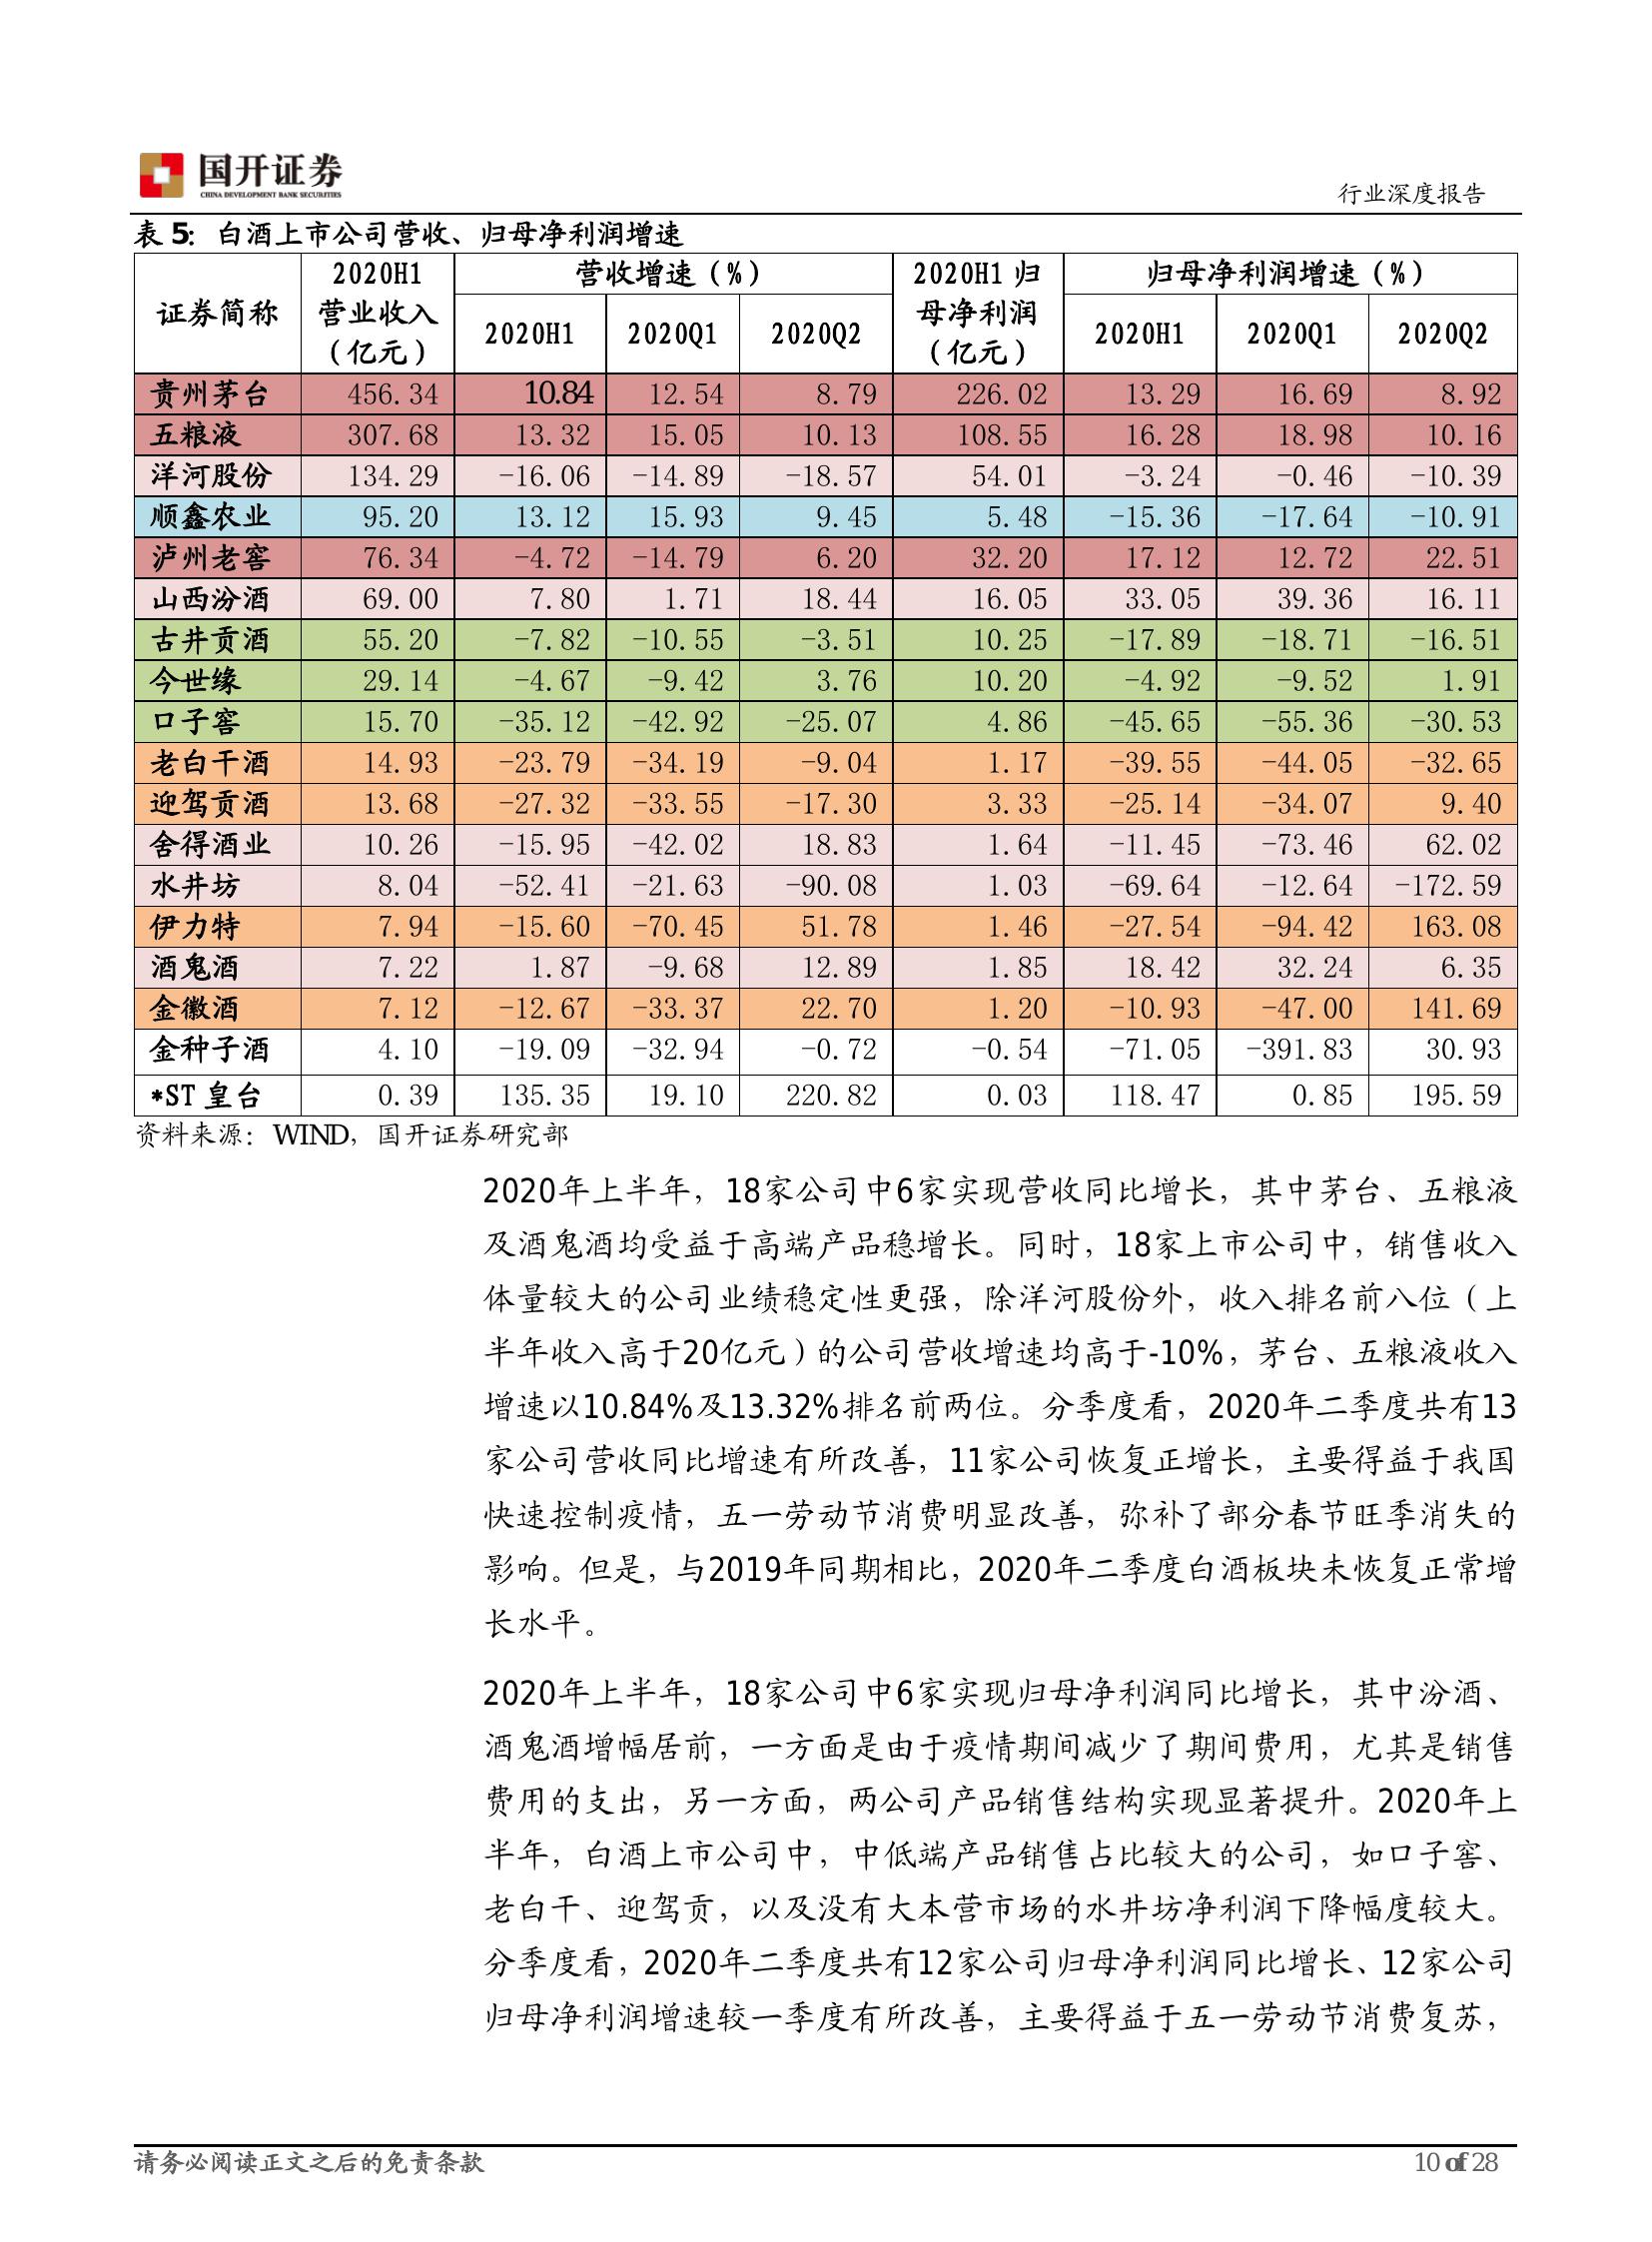 国开证券
CHINA DEVELOPMENT BANK SECURITIES
行业深度报告
表 5：白酒上市公司营收、归母净利润增速
证券简称 2020H1 营业收入（亿元） 营收增速（%） 2020H1 归母净利润（亿元） 归母净利润增速（%）
2020H1 2020Q1 2020Q2 2020H1 2020Q1 2020Q2
贵州茅台 456.34 10.84 12.54 8.79 226.02 13.29 16.69 8.92
五粮液 307.68 13.32 15.05 10.13 108.55 16.28 18.98 10.16
洋河股份 134.29 -16.06 -14.89 -18.57 54.01 -3.24 -0.46 -10.39
顺鑫农业 95.20 13.12 15.93 9.45 5.48 -15.36 -17.64 -10.91
泸州老窖 76.34 -4.72 -14.79 6.20 32.20 17.12 12.72 22.51
山西汾酒 69.00 7.80 1.71 18.44 16.05 33.05 39.36 16.11
古井贡酒 55.20 -7.82 -10.55 -3.51 10.25 -17.89 -18.71 -16.51
今世缘 29.14 -4.67 -9.42 3.76 10.20 -4.92 -9.52 1.91
口子窖 15.70 -35.12 -42.92 -25.07 4.86 -45.65 -55.36 -30.53
老白干酒 14.93 -23.79 -34.19 -9.04 1.17 -39.55 -44.05 -32.65
迎驾贡酒 13.68 -27.32 -33.55 -17.30 3.33 -25.14 -34.07 9.40
舍得酒业 10.26 -15.95 -42.02 18.83 1.64 -11.45 -73.46 62.02
水井坊 8.04 -52.41 -21.63 -90.08 1.03 -69.64 -12.64 -172.59
伊力特 7.94 -15.60 -70.45 51.78 1.46 -27.54 -94.42 163.08
酒鬼酒 7.22 1.87 -9.68 12.89 1.85 18.42 32.24 6.35
金徽酒 7.12 -12.67 -33.37 22.70 1.20 -10.93 -47.00 141.69
金种子酒 4.10 -19.09 -32.94 -0.72 -0.54 -71.05 -391.83 30.93
*ST 皇台 0.39 135.35 19.10 220.82 0.03 118.47 0.85 195.59
资料来源：WIND，国开证券研究部
2020年上半年，18家公司中6家实现营收同比增长，其中茅台、五粮液
及酒鬼酒均受益于高端产品稳增长。同时，18家上市公司中，销售收入
体量较大的公司业绩稳定性更强，除洋河股份外，收入排名前八位（上
半年收入高于20亿元）的公司营收增速均高于-10%，茅台、五粮液收入
增速以10.84%及13.32%排名前两位。分季度看，2020年二季度共有13
家公司营收同比增速有所改善，11家公司恢复正增长，主要得益于我国
快速控制疫情，五一劳动节消费明显改善，弥补了部分春节旺季消失的
影响。但是，与2019年同期相比，2020年二季度白酒板块未恢复正常增
长水平。
2020年上半年，18家公司中6家实现归母净利润同比增长，其中汾酒、
酒鬼酒增幅居前，一方面是由于疫情期间减少了期间费用，尤其是销售
费用的支出，另一方面，两公司产品销售结构实现显著提升。2020年上
半年，白酒上市公司中，中低端产品销售占比较大的公司，如口子窖、
老白干、迎驾贡，以及没有大本营市场的水井坊净利润下降幅度较大。
分季度看，2020年二季度共有12家公司归母净利润同比增长、12家公司
归母净利润增速较一季度有所改善，主要得益于五一劳动节消费复苏，
请务必阅读正文之后的免责条款
10 of 28